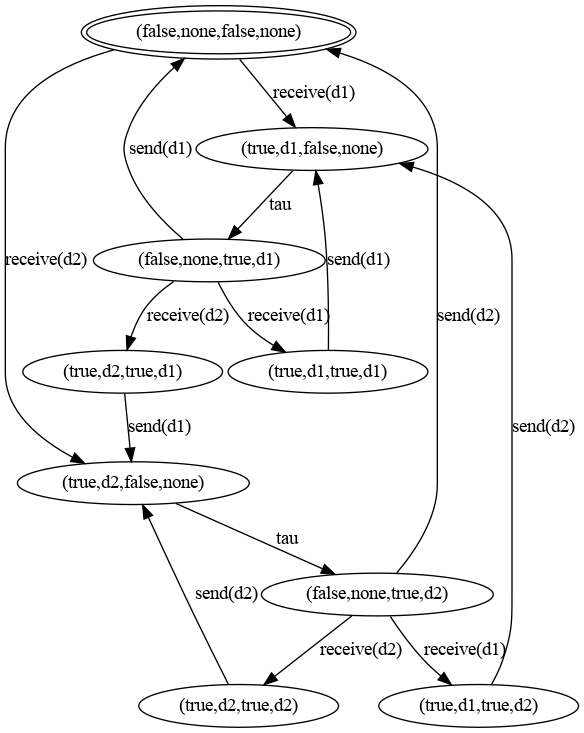 (false,none,false,none)
receive(d1)
send(d1)
(true,d1,false,none)
tau
receive(d2)
(false,none,true,d1)
send(d1)
receive(d2)
receive(d1)
send(d2)
(true,d2,true,d1)
(true,d1,true,d1)
send(d1)
send(d2)
(true,d2,false,none)
tau
send(d2)
(false,none,true,d2)
receive(d2)
receive(d1)
(true,d2,true,d2)
(true,d1,true,d2)